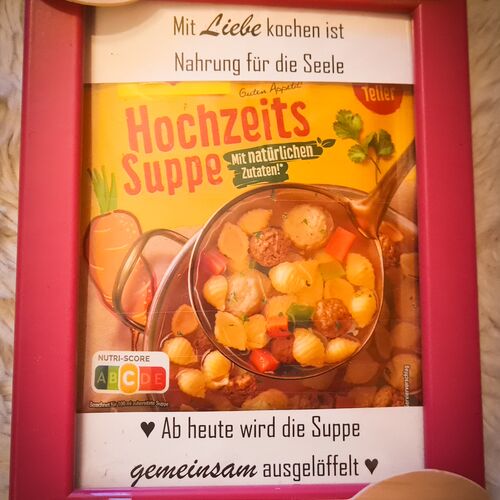 Mit Liebe kochen ist
Nahrung für die Seele
Guten Appetit!
Teller
Hochzeits
Suppe
Mit natürlichen
Zutaten!*
NUTRI-SCORE
ABCDE
♥ Ab heute wird die Suppe
gemeinsam ausgelöffelt ♥